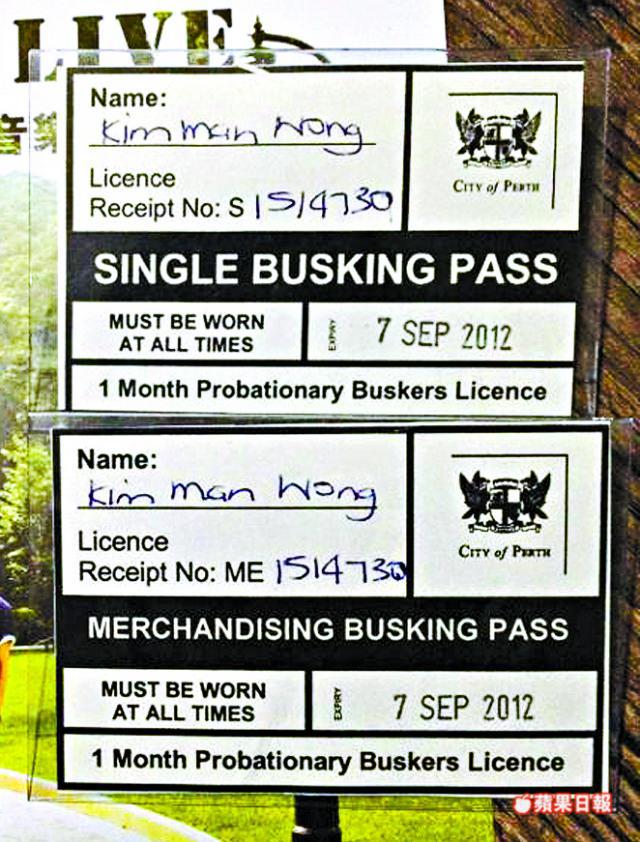 LIVE
Name:
Kim Man Wong
Licence
Receipt No: S 1514730
CITY of PERTH
SINGLE BUSKING PASS
MUST BE WORN
AT ALL TIMES
EXPIRY
7 SEP 2012
1 Month Probationary Buskers Licence
Name:
Kim Man Wong
Licence
Receipt No: ME 1514730
CITY of PERTH
MERCHANDISING BUSKING PASS
MUST BE WORN
AT ALL TIMES
EXPIRY
7 SEP 2012
1 Month Probationary Buskers Licence
蘋果日報